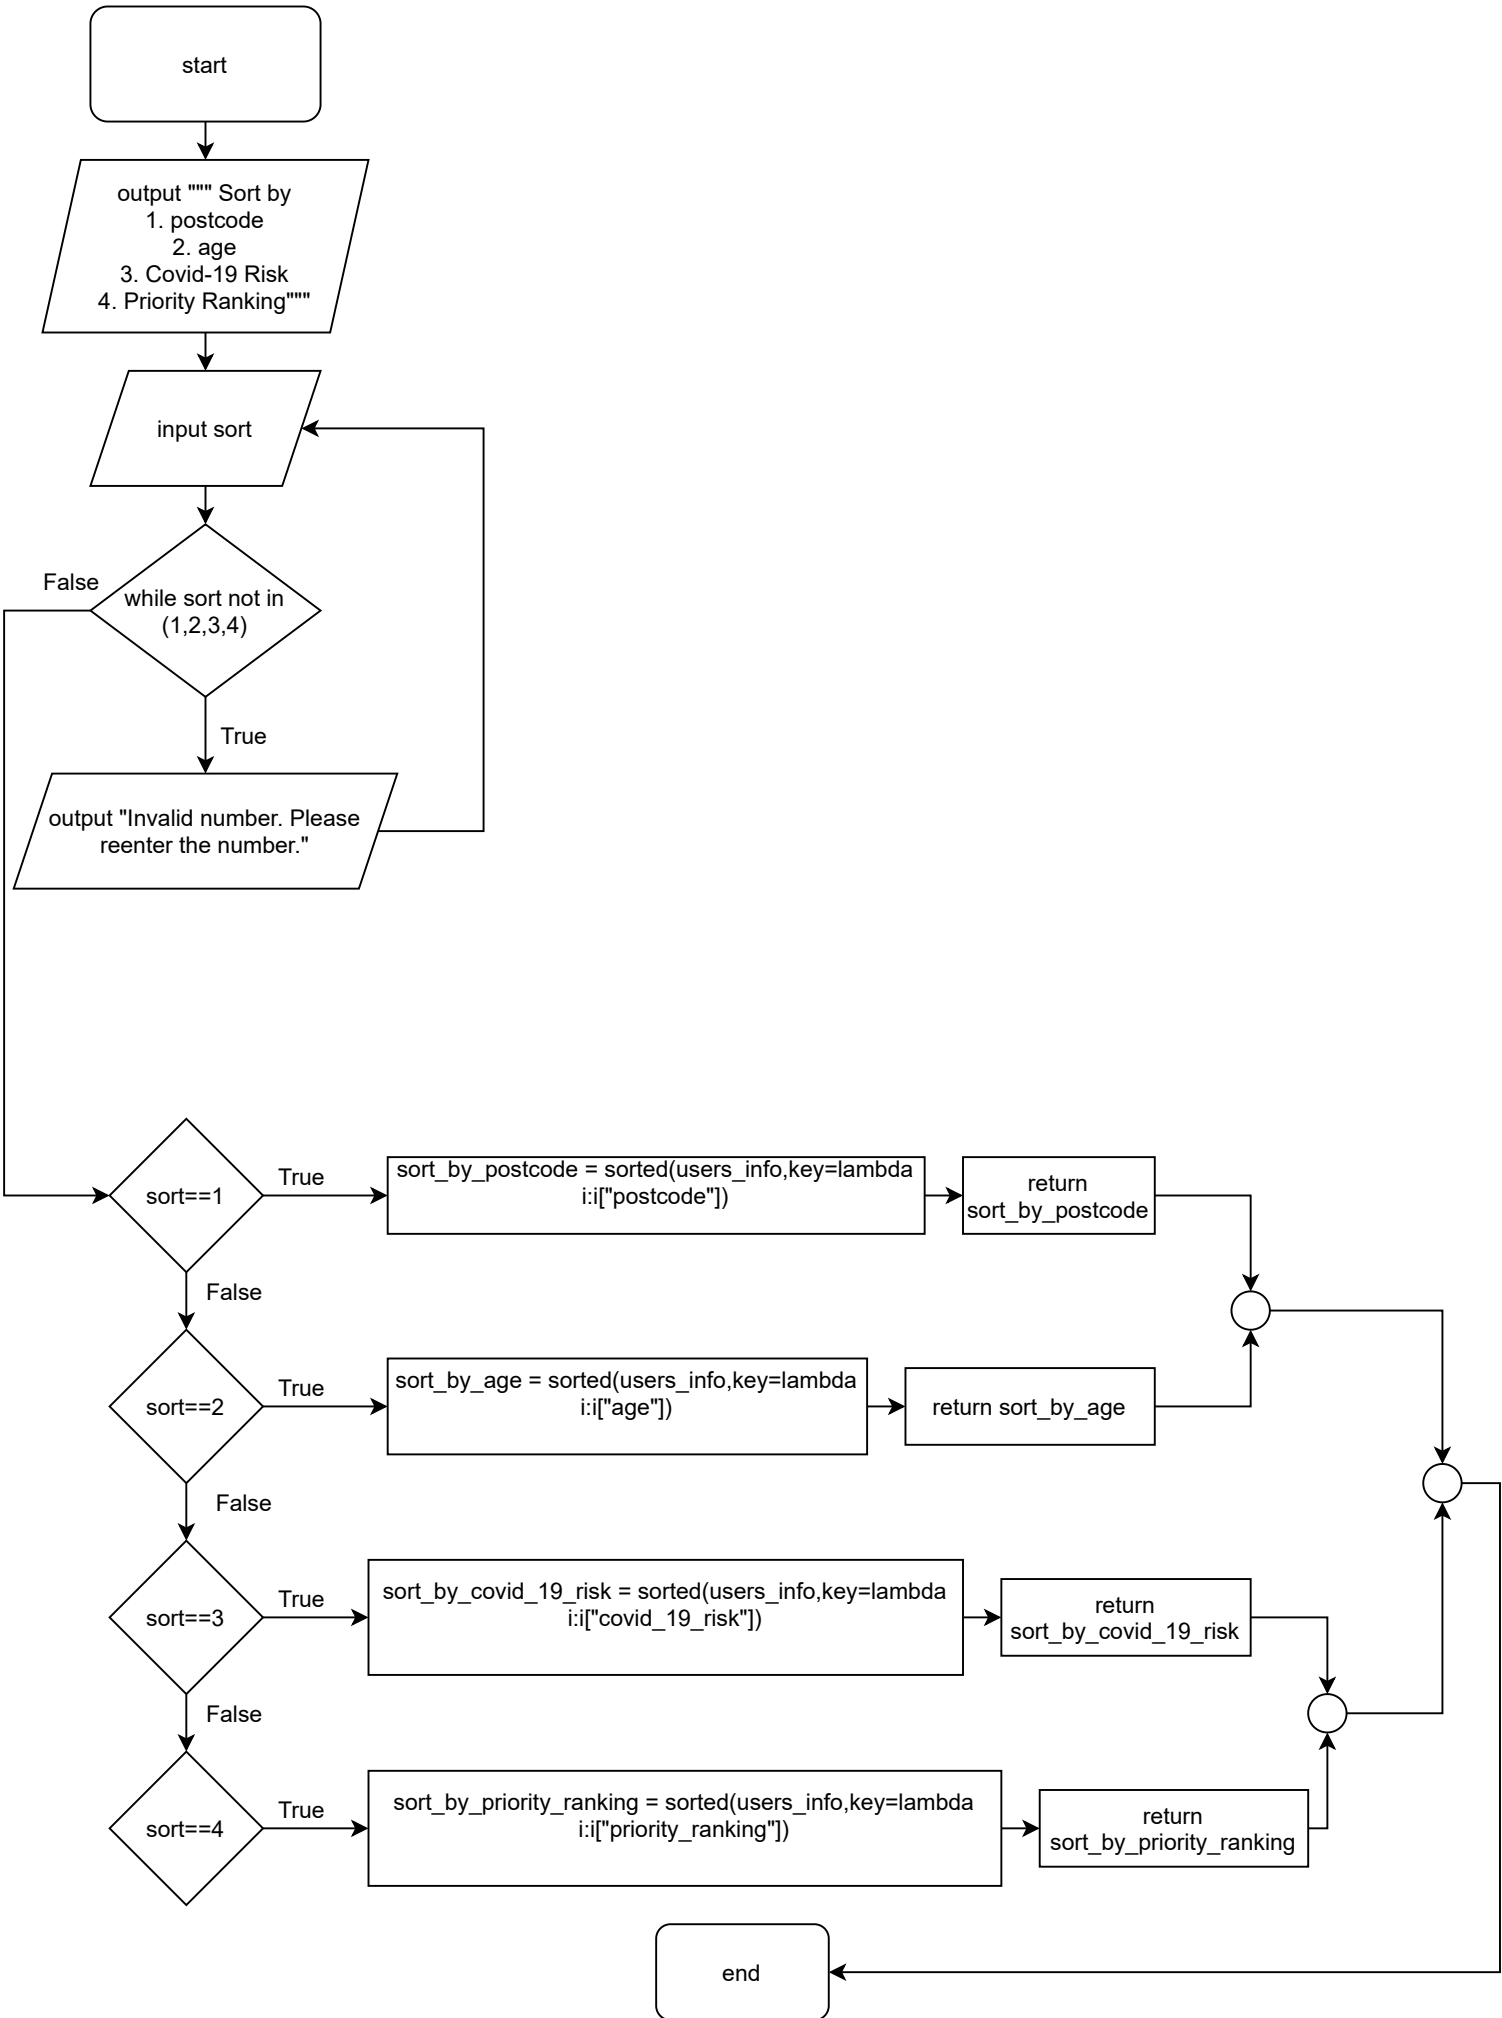 start
output """ Sort by
1. postcode
2. age
3. Covid-19 Risk
4. Priority Ranking"""
input sort
False
while sort not in
(1,2,3,4)
True
output "Invalid number. Please
reenter the number."
sort==1
True
sort_by_postcode = sorted(users_info,key=lambda
i:i["postcode"])
return
sort_by_postcode
False
sort==2
True
sort_by_age = sorted(users_info,key=lambda
i:i["age"])
return sort_by_age
False
sort==3
True
sort_by_covid_19_risk = sorted(users_info,key=lambda
i:i["covid_19_risk"])
return
sort_by_covid_19_risk
False
sort==4
True
sort_by_priority_ranking = sorted(users_info,key=lambda
i:i["priority_ranking"])
return
sort_by_priority_ranking
end